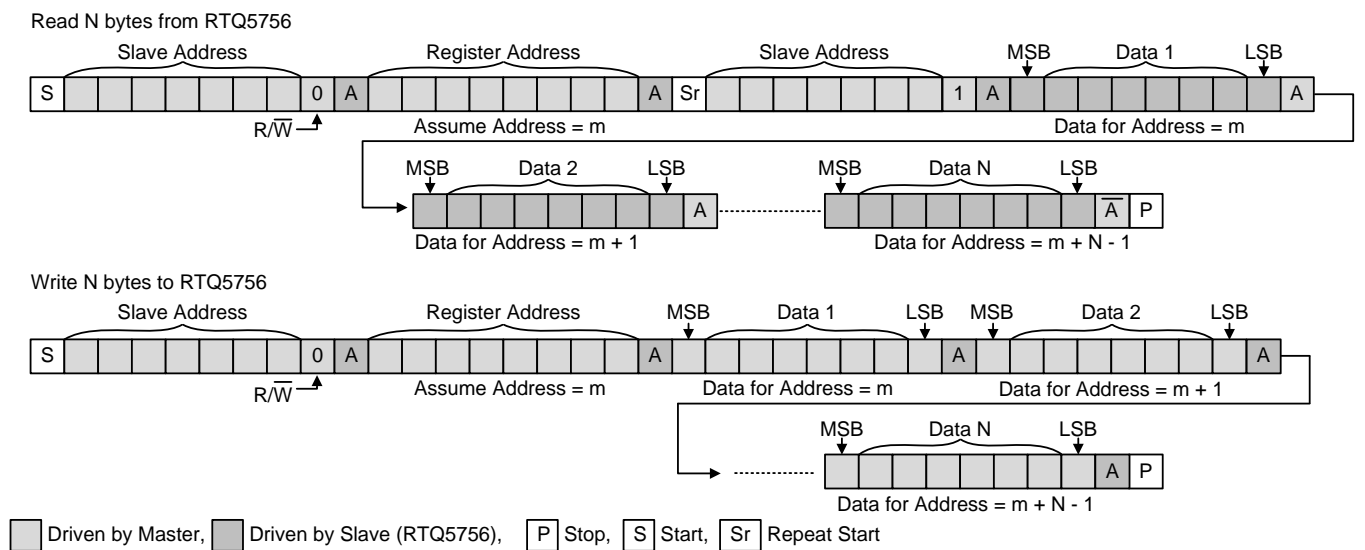 Read N bytes from RTQ5756
Slave Address Register Address Slave Address MSB Data 1 LSB
S 0 A A Sr 1 A A
R/W̅ Assume Address = m Data for Address = m
MSB Data 2 LSB MSB Data N LSB
A A̅ P
Data for Address = m + 1 Data for Address = m + N - 1
Write N bytes to RTQ5756
Slave Address Register Address MSB Data 1 LSB MSB Data 2 LSB
S 0 A A A A
R/W̅ Assume Address = m Data for Address = m Data for Address = m + 1
MSB Data N LSB
A P
Data for Address = m + N - 1
Driven by Master, Driven by Slave (RTQ5756), P Stop, S Start, Sr Repeat Start